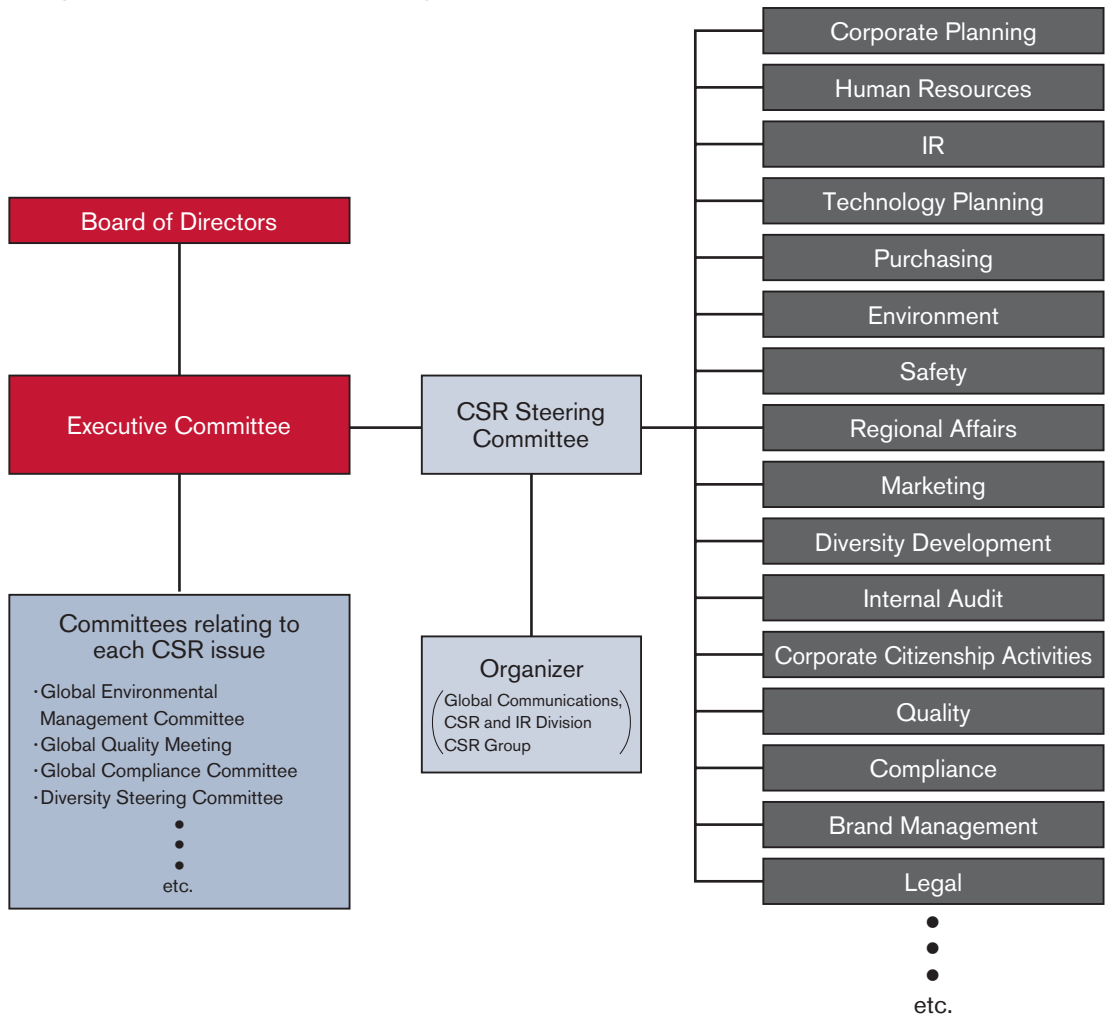 Board of Directors
Executive Committee
Committees relating to
each CSR issue
・Global Environmental
Management Committee
・Global Quality Meeting
・Global Compliance Committee
・Diversity Steering Committee
etc.
CSR Steering
Committee
Organizer
(Global Communications,
CSR and IR Division
CSR Group)
Corporate Planning
Human Resources
IR
Technology Planning
Purchasing
Environment
Safety
Regional Affairs
Marketing
Diversity Development
Internal Audit
Corporate Citizenship Activities
Quality
Compliance
Brand Management
Legal
etc.